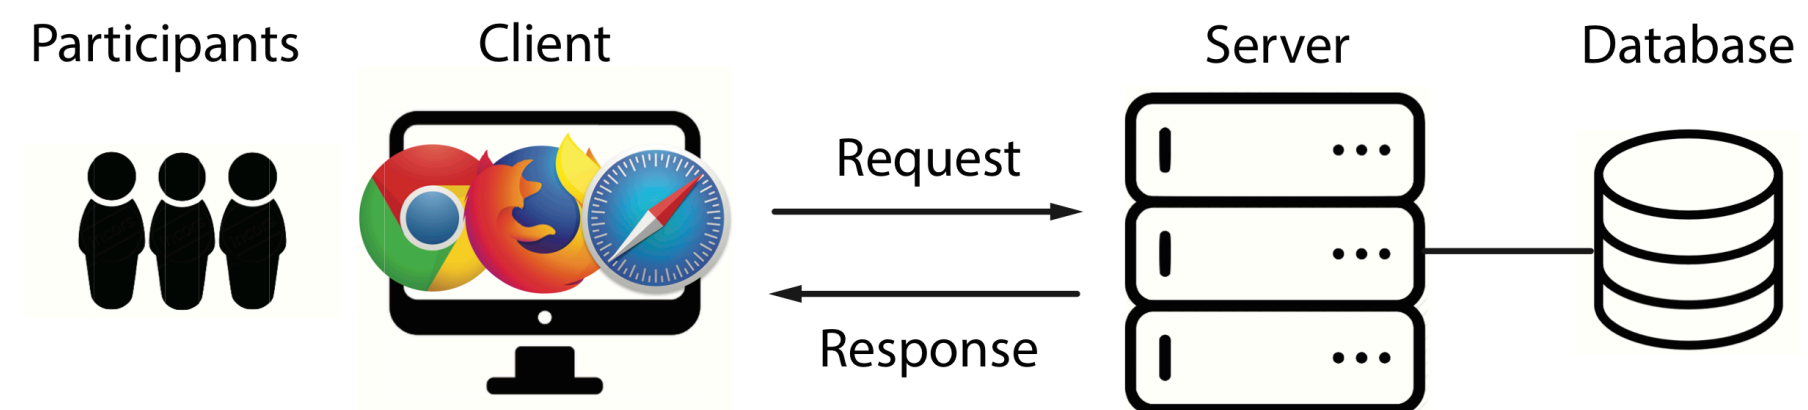 Participants
Client
Server
Database
Request
Response